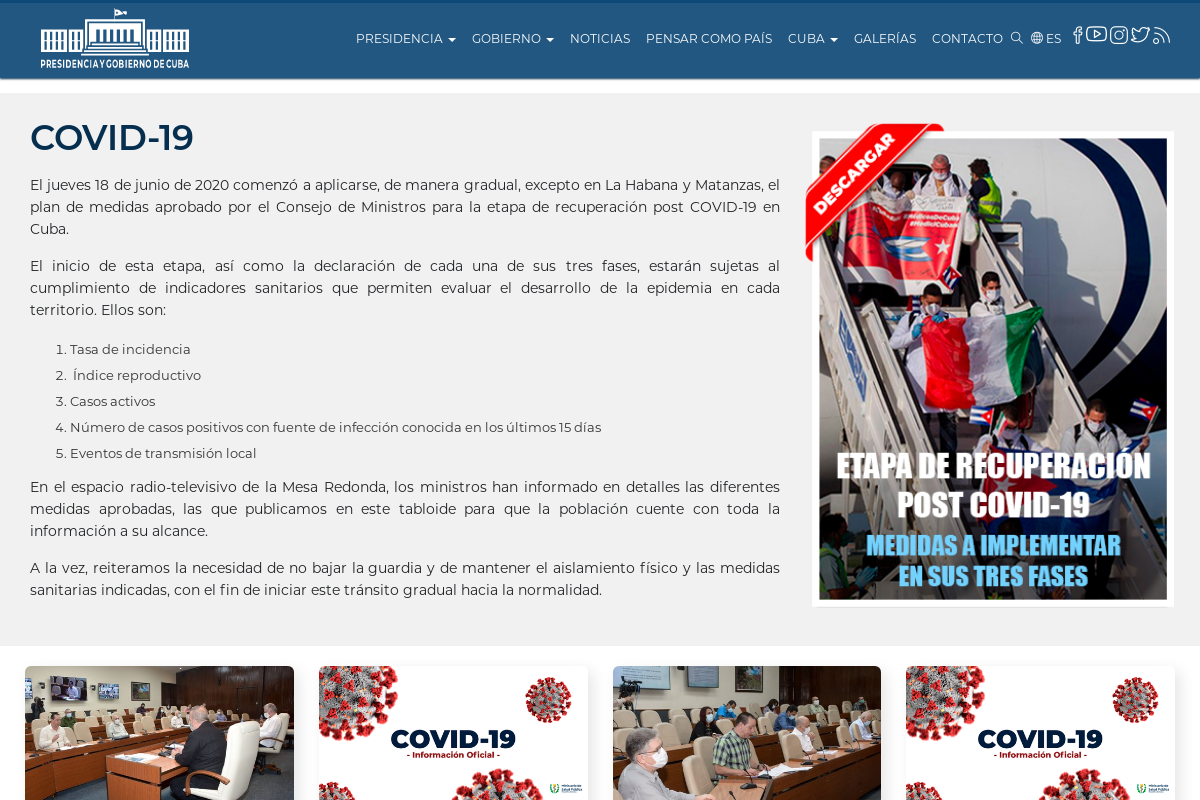 PRESIDENCIA Y GOBIERNO DE CUBA
PRESIDENCIA GOBIERNO NOTICIAS PENSAR COMO PAÍS CUBA GALERÍAS CONTACTO ES
COVID-19
El jueves 18 de junio de 2020 comenzó a aplicarse, de manera gradual, excepto en La Habana y Matanzas, el
plan de medidas aprobado por el Consejo de Ministros para la etapa de recuperación post COVID-19 en
Cuba.
El inicio de esta etapa, así como la declaración de cada una de sus tres fases, estarán sujetas al
cumplimiento de indicadores sanitarios que permiten evaluar el desarrollo de la epidemia en cada
territorio. Ellos son:
1. Tasa de incidencia
2. Índice reproductivo
3. Casos activos
4. Número de casos positivos con fuente de infección conocida en los últimos 15 días
5. Eventos de transmisión local
En el espacio radio-televisivo de la Mesa Redonda, los ministros han informado en detalles las diferentes
medidas aprobadas, las que publicamos en este tabloide para que la población cuente con toda la
información a su alcance.
A la vez, reiteramos la necesidad de no bajar la guardia y de mantener el aislamiento físico y las medidas
sanitarias indicadas, con el fin de iniciar este tránsito gradual hacia la normalidad.
DESCARGAR
#MédicosDeCuba
ETAPA DE RECUPERACIÓN
POST COVID-19
MEDIDAS A IMPLEMENTAR
EN SUS TRES FASES
COVID-19
- Información Oficial -
Ministerio de
Salud Pública
COVID-19
- Información Oficial -
Ministerio de
Salud Pública